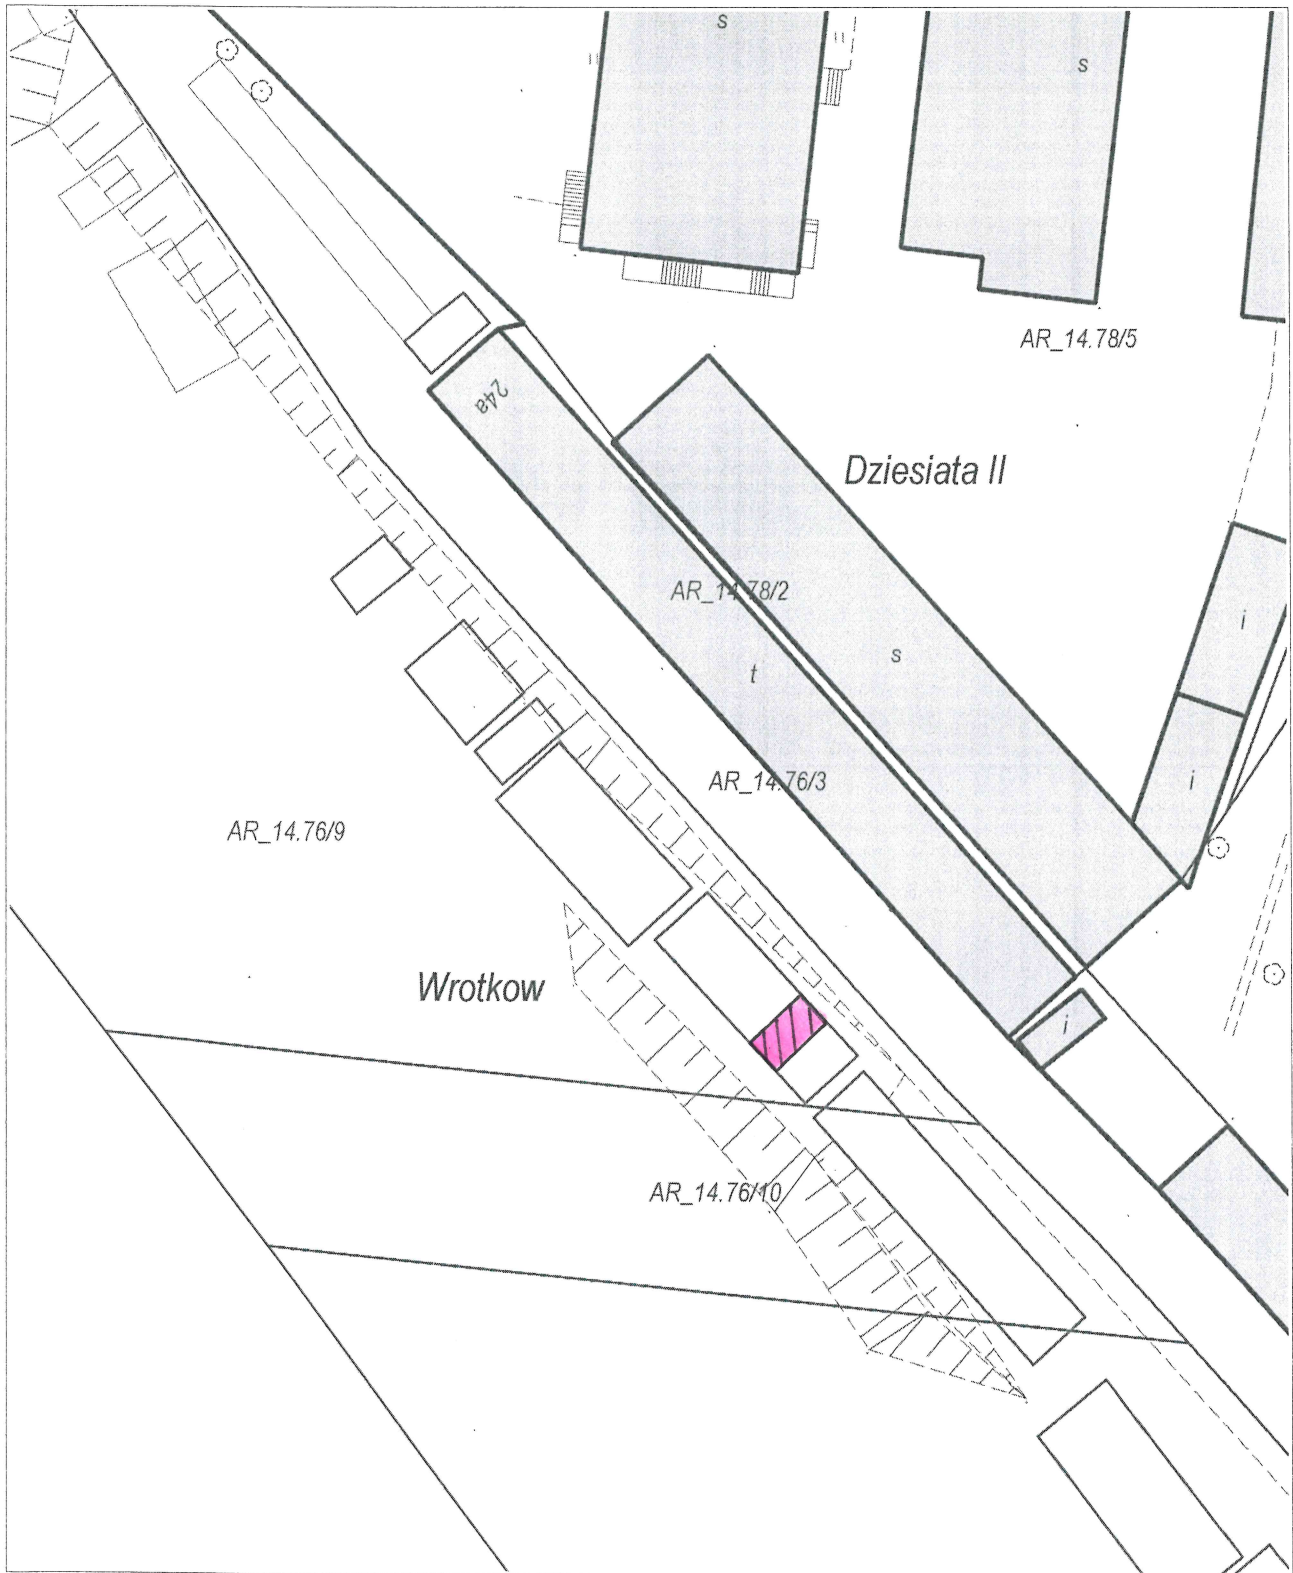 s
s
AR_14.78/5
24a
Dziesiata II
AR_14.78/2
i
s
t
AR_14.76/3
i
AR_14.76/9
Wrotkow
i
AR_14.76/10